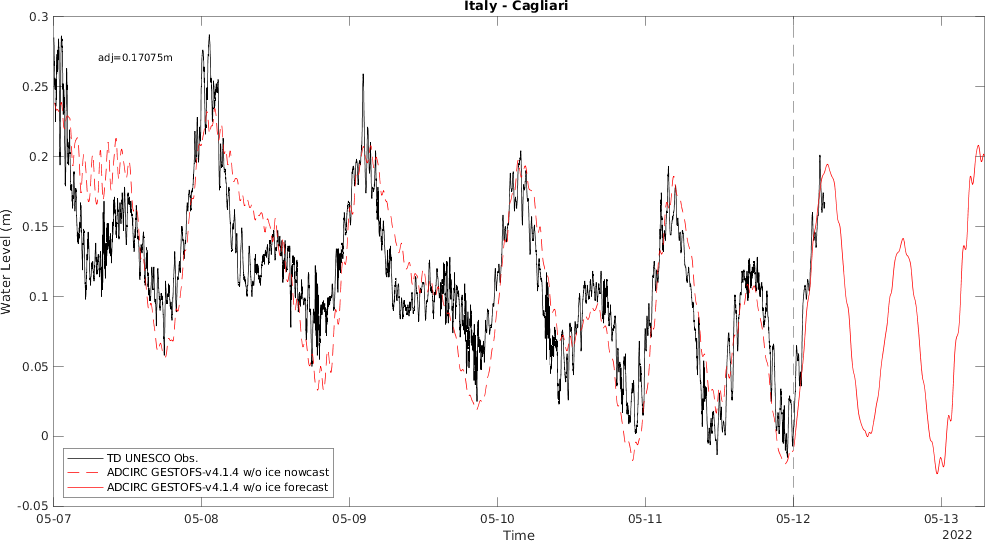 Italy - Cagliari
adj=0.17075m
0.3
0.25
0.2
0.15
0.1
0.05
0
-0.05
Water Level (m)
TD UNESCO Obs.
ADCIRC GESTOFS-v4.1.4 w/o ice nowcast
ADCIRC GESTOFS-v4.1.4 w/o ice forecast
05-07 05-08 05-09 05-10 05-11 05-12 05-13
Time
2022